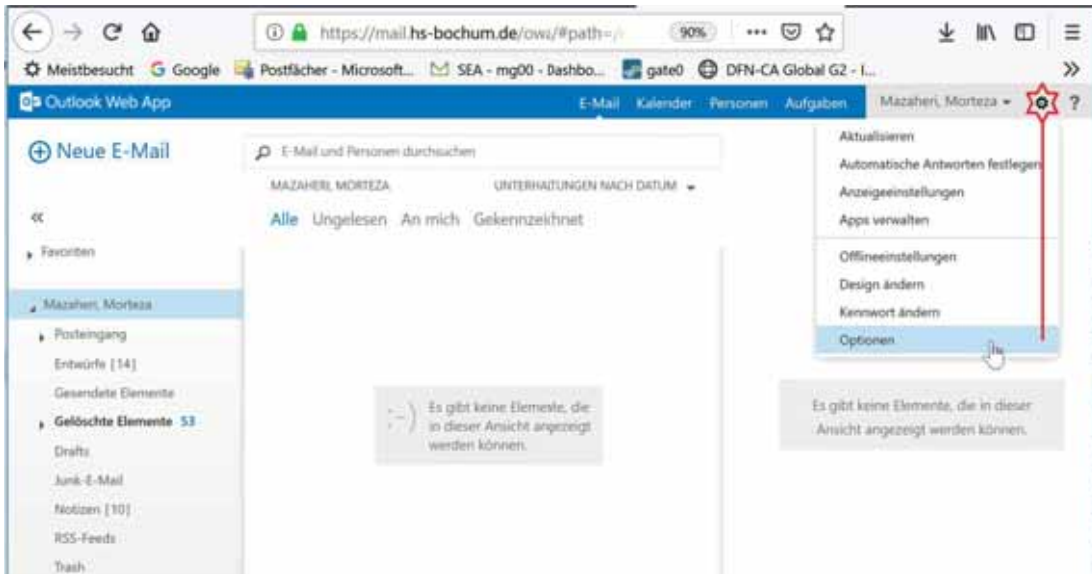 https://mail.hs-bochum.de/owa/#path=/
90%
Meistbesucht Google Postfächer - Microsoft... SEA - mg00 - Dashbo... gate0 DFN-CA Global G2 - I...
Outlook Web App E-Mail Kalender Personen Aufgaben Mazaheri, Morteza ?
Neue E-Mail
E-Mail und Personen durchsuchen
MAZAHERI, MORTEZA UNTERHALTUNGEN NACH DATUM
Alle Ungelesen An mich Gekennzeichnet
Favoriten
Mazaheri, Morteza
Posteingang
Entwürfe [14]
Gesendete Elemente
Gelöschte Elemente 53
Drafts
Junk-E-Mail
Notizen [10]
RSS-Feeds
Trash
:-) Es gibt keine Elemente, die
in dieser Ansicht angezeigt
werden können.
Aktualisieren
Automatische Antworten festlegen
Anzeigeeinstellungen
Apps verwalten
Offlineeinstellungen
Design ändern
Kennwort ändern
Optionen
Es gibt keine Elemente, die in dieser
Ansicht angezeigt werden können.